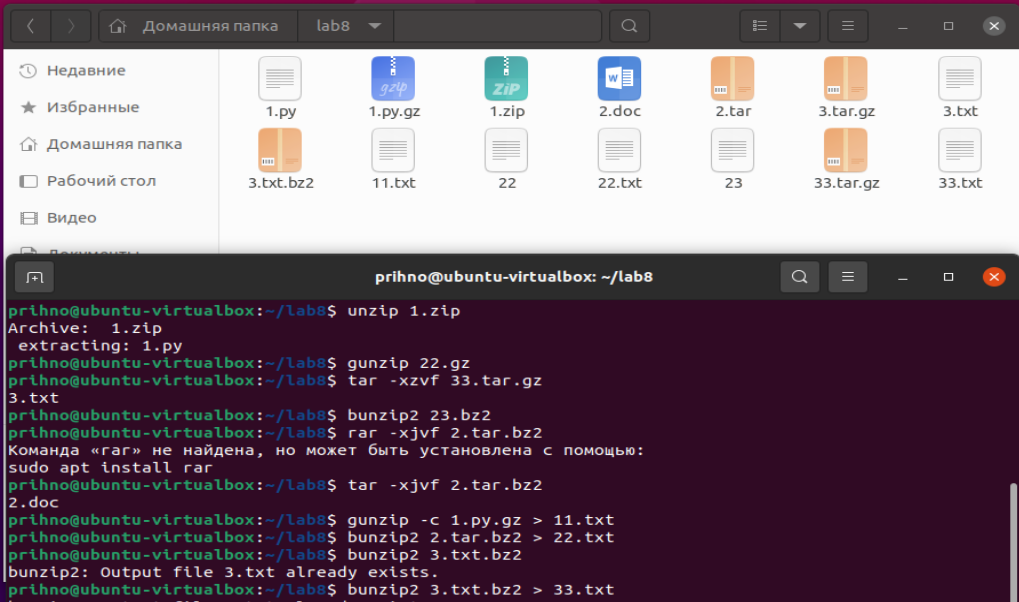 Домашняя папка lab8
Недавние
Избранные
Домашняя папка
Рабочий стол
Видео
gzip ZiP W
1.py 1.py.gz 1.zip 2.doc 2.tar 3.tar.gz 3.txt
3.txt.bz2 11.txt 22 22.txt 23 33.tar.gz 33.txt
prihno@ubuntu-virtualbox: ~/lab8
prihno@ubuntu-virtualbox:~/lab8$ unzip 1.zip
Archive:  1.zip
 extracting: 1.py
prihno@ubuntu-virtualbox:~/lab8$ gunzip 22.gz
prihno@ubuntu-virtualbox:~/lab8$ tar -xzvf 33.tar.gz
3.txt
prihno@ubuntu-virtualbox:~/lab8$ bunzip2 23.bz2
prihno@ubuntu-virtualbox:~/lab8$ rar -xjvf 2.tar.bz2
Команда «rar» не найдена, но может быть установлена с помощью:
sudo apt install rar
prihno@ubuntu-virtualbox:~/lab8$ tar -xjvf 2.tar.bz2
2.doc
prihno@ubuntu-virtualbox:~/lab8$ gunzip -c 1.py.gz > 11.txt
prihno@ubuntu-virtualbox:~/lab8$ bunzip2 2.tar.bz2 > 22.txt
prihno@ubuntu-virtualbox:~/lab8$ bunzip2 3.txt.bz2
bunzip2: Output file 3.txt already exists.
prihno@ubuntu-virtualbox:~/lab8$ bunzip2 3.txt.bz2 > 33.txt